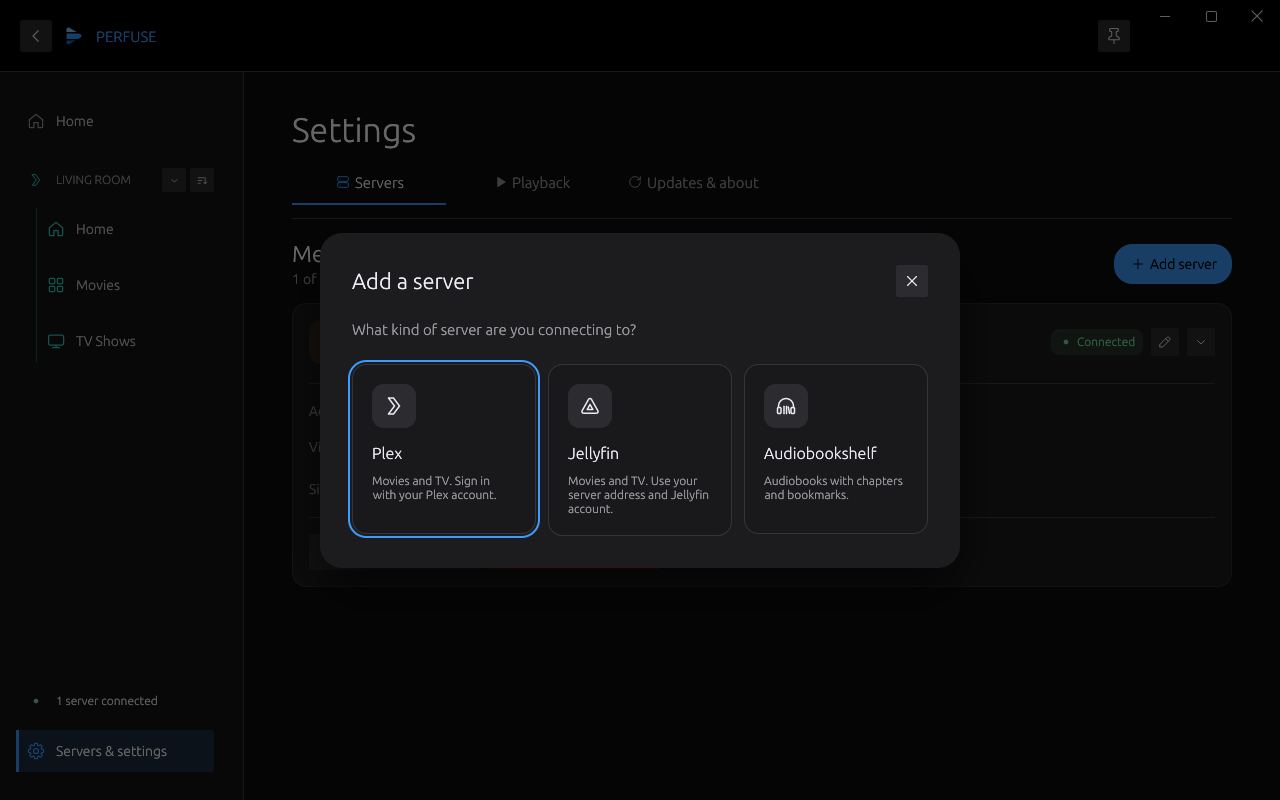 PERFUSE
Home
LIVING ROOM
Home
Movies
TV Shows
1 server connected
Servers & settings
Settings
Servers
Playback
Updates & about
1 of
Add server
Connected
Add a server
What kind of server are you connecting to?
Plex
Movies and TV. Sign in
with your Plex account.
Jellyfin
Movies and TV. Use your
server address and Jellyfin
account.
Audiobookshelf
Audiobooks with chapters
and bookmarks.